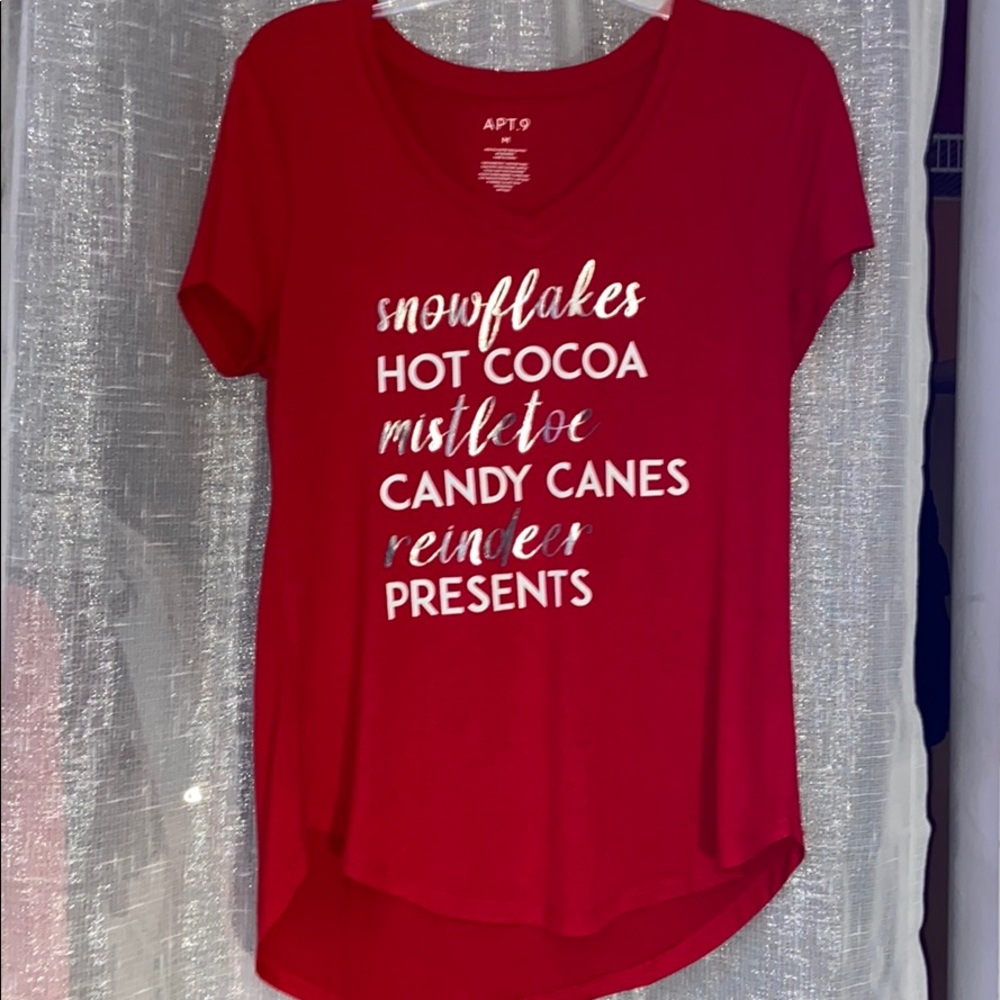 APT.9
M
snowflakes
HOT COCOA
mistletoe
CANDY CANES
reindeer
PRESENTS